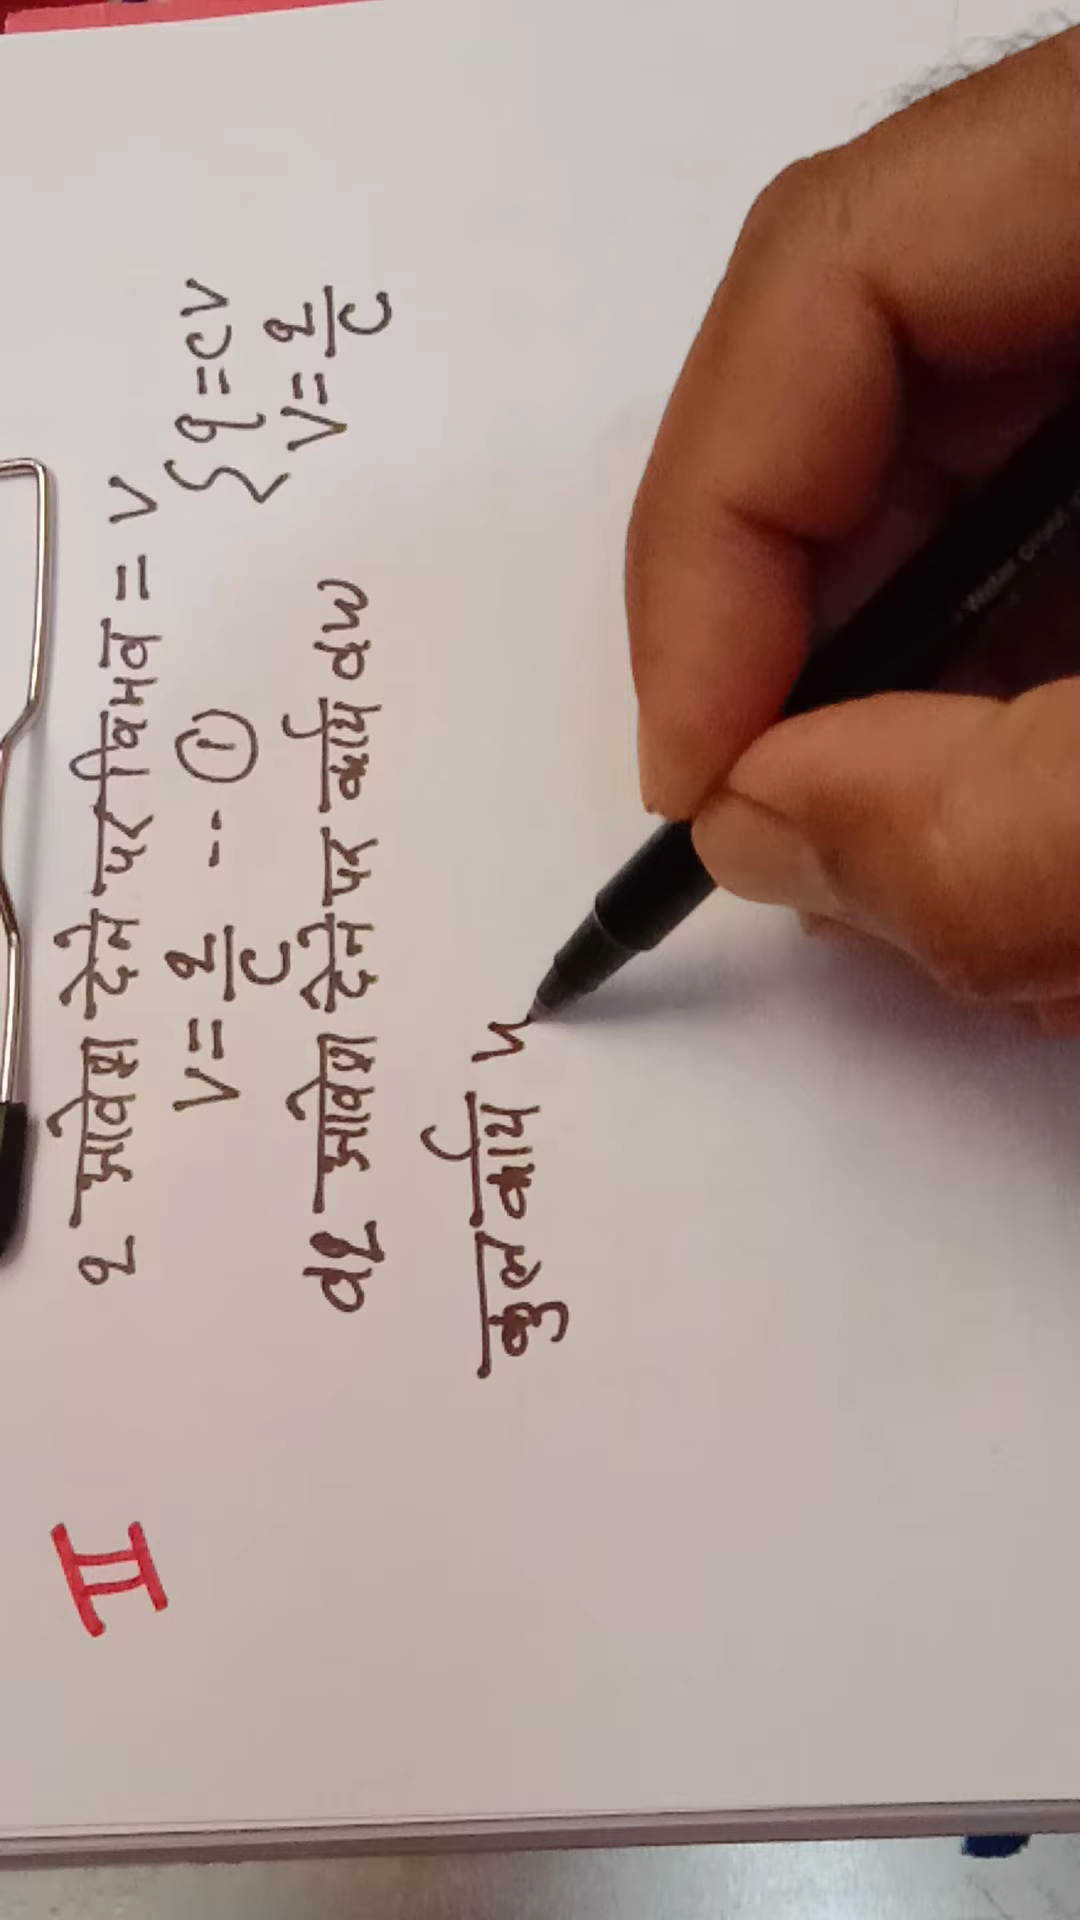 II
q आवेश देने पर विभव = V
V = q/C -- ① { q = CV
V = q/C
dq आवेश देने पर कार्य dw
कुल कार्य